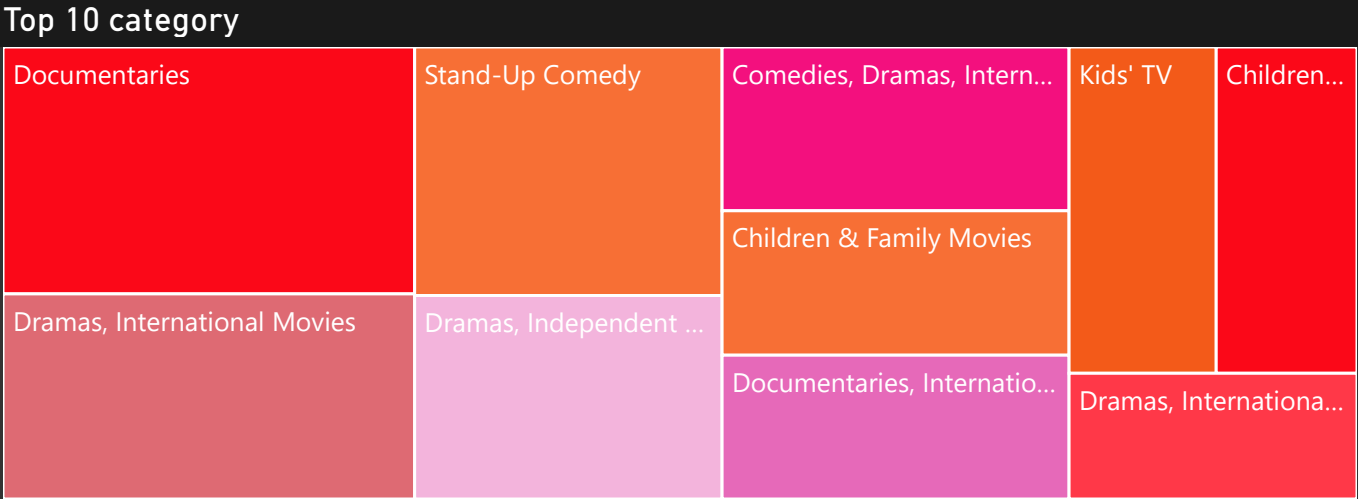 Top 10 category
Documentaries
Dramas, International Movies
Stand-Up Comedy
Dramas, Independent ...
Comedies, Dramas, Intern...
Children & Family Movies
Documentaries, Internatio...
Kids' TV
Children...
Dramas, Internationa...